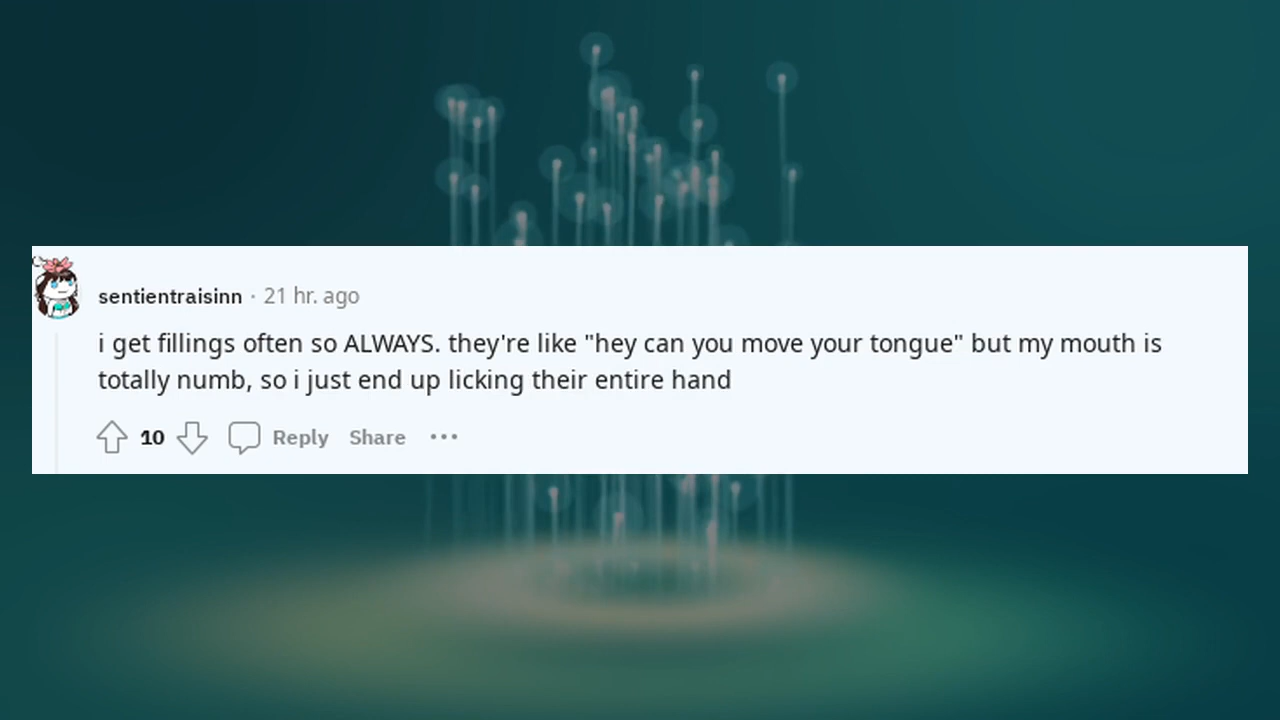 sentientraisinn · 21 hr. ago
i get fillings often so ALWAYS. they're like "hey can you move your tongue" but my mouth is
totally numb, so i just end up licking their entire hand
10 Reply Share ...